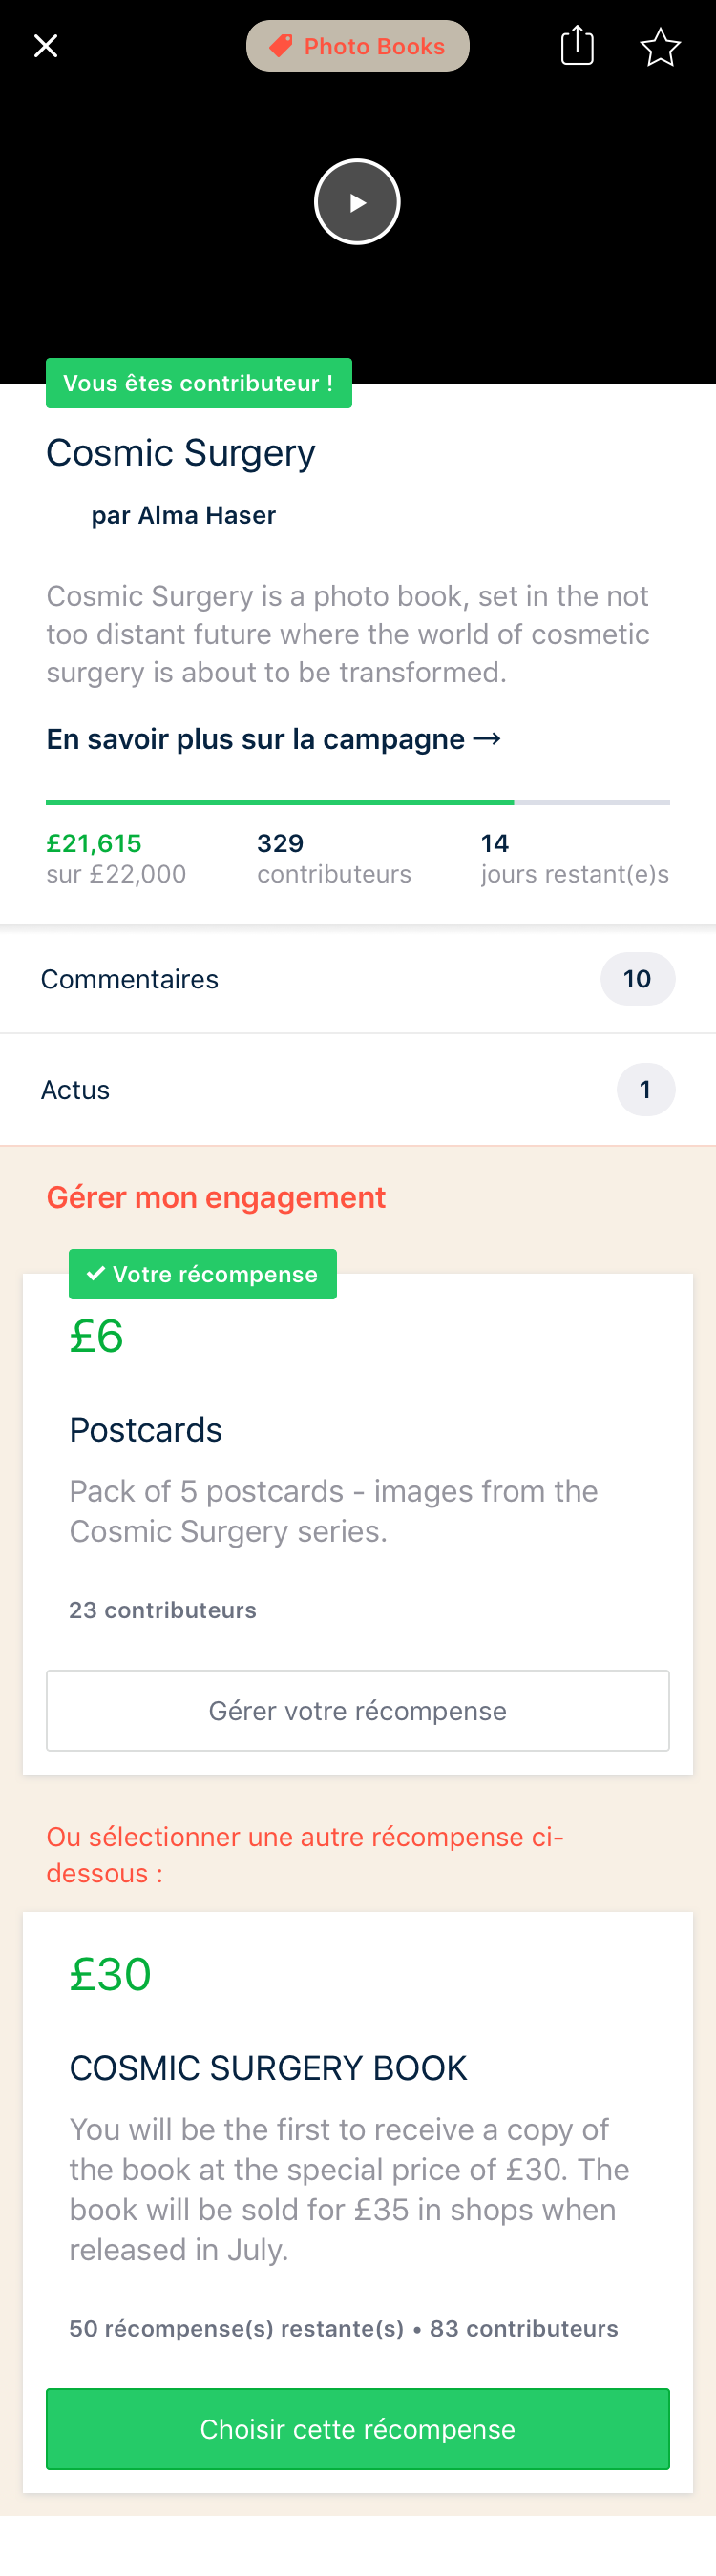 Photo Books
Vous êtes contributeur !
Cosmic Surgery
par Alma Haser
Cosmic Surgery is a photo book, set in the not
too distant future where the world of cosmetic
surgery is about to be transformed.
En savoir plus sur la campagne →
£21,615
sur £22,000
329
contributeurs
14
jours restant(e)s
Commentaires
10
Actus
1
Gérer mon engagement
Votre récompense
£6
Postcards
Pack of 5 postcards - images from the
Cosmic Surgery series.
23 contributeurs
Gérer votre récompense
Ou sélectionner une autre récompense ci-
dessous :
£30
COSMIC SURGERY BOOK
You will be the first to receive a copy of
the book at the special price of £30. The
book will be sold for £35 in shops when
released in July.
50 récompense(s) restante(s) • 83 contributeurs
Choisir cette récompense